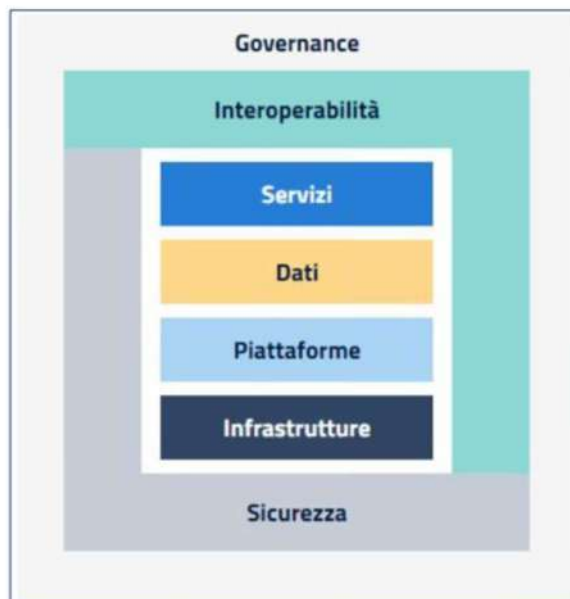 Governance
Interoperabilità
Servizi
Dati
Piattaforme
Infrastrutture
Sicurezza